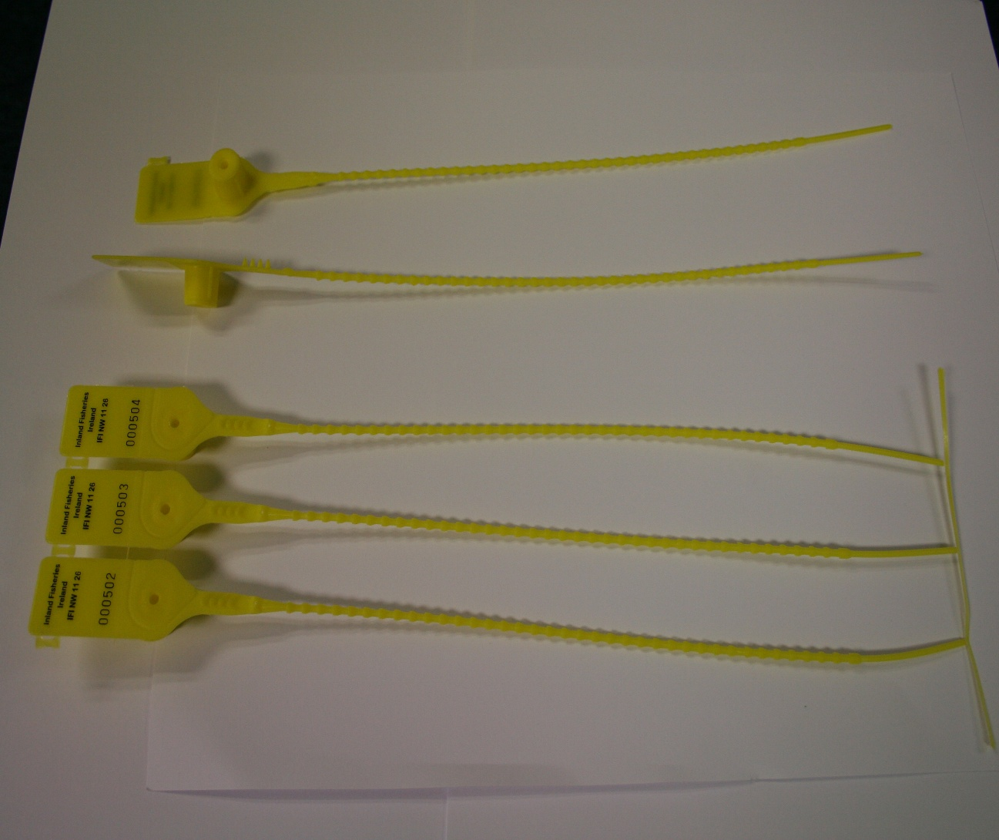 Inland Fisheries
Ireland
IFI NW 11 26
000504
Inland Fisheries
Ireland
IFI NW 11 26
000503
Inland Fisheries
Ireland
IFI NW 11 26
000502